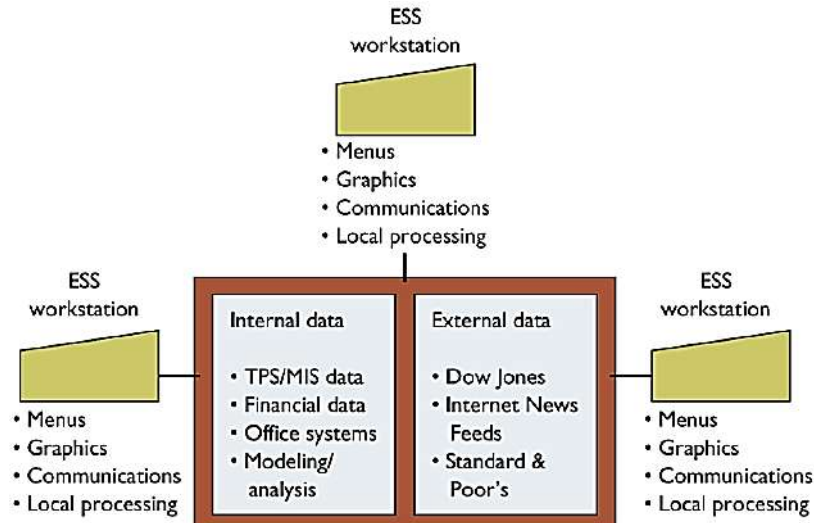 ESS
workstation
• Menus
• Graphics
• Communications
• Local processing
ESS
workstation
• Menus
• Graphics
• Communications
• Local processing
Internal data
• TPS/MIS data
• Financial data
• Office systems
• Modeling/
analysis
External data
• Dow Jones
• Internet News
Feeds
• Standard &
Poor's
ESS
workstation
• Menus
• Graphics
• Communications
• Local processing